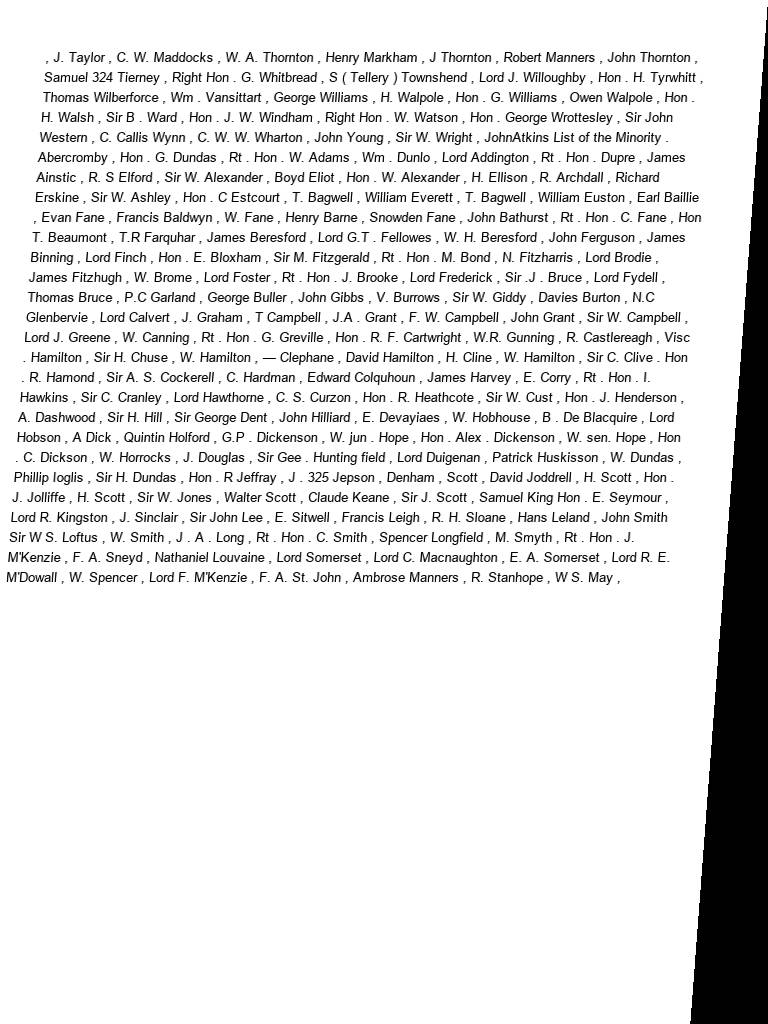 , J. Taylor , C. W. Maddocks , W. A. Thornton , Henry Markham , J Thornton , Robert Manners , John Thornton ,
Samuel 324 Tierney , Right Hon . G. Whitbread , S ( Tellery ) Townshend , Lord J. Willoughby , Hon . H. Tyrwhitt ,
Thomas Wilberforce , Wm . Vansittart , George Williams , H. Walpole , Hon . G. Williams , Owen Walpole , Hon .
H. Walsh , Sir B . Ward , Hon . J. W. Windham , Right Hon . W. Watson , Hon . George Wrottesley , Sir John
Western , C. Callis Wynn , C. W. W. Wharton , John Young , Sir W. Wright , JohnAtkins List of the Minority .
Abercromby , Hon . G. Dundas , Rt . Hon . W. Adams , Wm . Dunlo , Lord Addington , Rt . Hon . Dupre , James
Ainstic , R. S Elford , Sir W. Alexander , Boyd Eliot , Hon . W. Alexander , H. Ellison , R. Archdall , Richard
Erskine , Sir W. Ashley , Hon . C Estcourt , T. Bagwell , William Everett , T. Bagwell , William Euston , Earl Baillie
, Evan Fane , Francis Baldwyn , W. Fane , Henry Barne , Snowden Fane , John Bathurst , Rt . Hon . C. Fane , Hon
T. Beaumont , T.R Farquhar , James Beresford , Lord G.T . Fellowes , W. H. Beresford , John Ferguson , James
Binning , Lord Finch , Hon . E. Bloxham , Sir M. Fitzgerald , Rt . Hon . M. Bond , N. Fitzharris , Lord Brodie ,
James Fitzhugh , W. Brome , Lord Foster , Rt . Hon . J. Brooke , Lord Frederick , Sir .J . Bruce , Lord Fydell ,
Thomas Bruce , P.C Garland , George Buller , John Gibbs , V. Burrows , Sir W. Giddy , Davies Burton , N.C
Glenbervie , Lord Calvert , J. Graham , T Campbell , J.A . Grant , F. W. Campbell , John Grant , Sir W. Campbell ,
Lord J. Greene , W. Canning , Rt . Hon . G. Greville , Hon . R. F. Cartwright , W.R. Gunning , R. Castlereagh , Visc
. Hamilton , Sir H. Chuse , W. Hamilton , — Clephane , David Hamilton , H. Cline , W. Hamilton , Sir C. Clive . Hon
. R. Hamond , Sir A. S. Cockerell , C. Hardman , Edward Colquhoun , James Harvey , E. Corry , Rt . Hon . I.
Hawkins , Sir C. Cranley , Lord Hawthorne , C. S. Curzon , Hon . R. Heathcote , Sir W. Cust , Hon . J. Henderson ,
A. Dashwood , Sir H. Hill , Sir George Dent , John Hilliard , E. Devayiaes , W. Hobhouse , B . De Blacquire , Lord
Hobson , A Dick , Quintin Holford , G.P . Dickenson , W. jun . Hope , Hon . Alex . Dickenson , W. sen. Hope , Hon
. C. Dickson , W. Horrocks , J. Douglas , Sir Gee . Hunting field , Lord Duigenan , Patrick Huskisson , W. Dundas ,
Phillip Ioglis , Sir H. Dundas , Hon . R Jeffray , J . 325 Jepson , Denham , Scott , David Joddrell , H. Scott , Hon .
J. Jolliffe , H. Scott , Sir W. Jones , Walter Scott , Claude Keane , Sir J. Scott , Samuel King Hon . E. Seymour ,
Lord R. Kingston , J. Sinclair , Sir John Lee , E. Sitwell , Francis Leigh , R. H. Sloane , Hans Leland , John Smith
Sir W S. Loftus , W. Smith , J . A . Long , Rt . Hon . C. Smith , Spencer Longfield , M. Smyth , Rt . Hon . J.
M'Kenzie , F. A. Sneyd , Nathaniel Louvaine , Lord Somerset , Lord C. Macnaughton , E. A. Somerset , Lord R. E.
M'Dowall , W. Spencer , Lord F. M'Kenzie , F. A. St. John , Ambrose Manners , R. Stanhope , W S. May ,